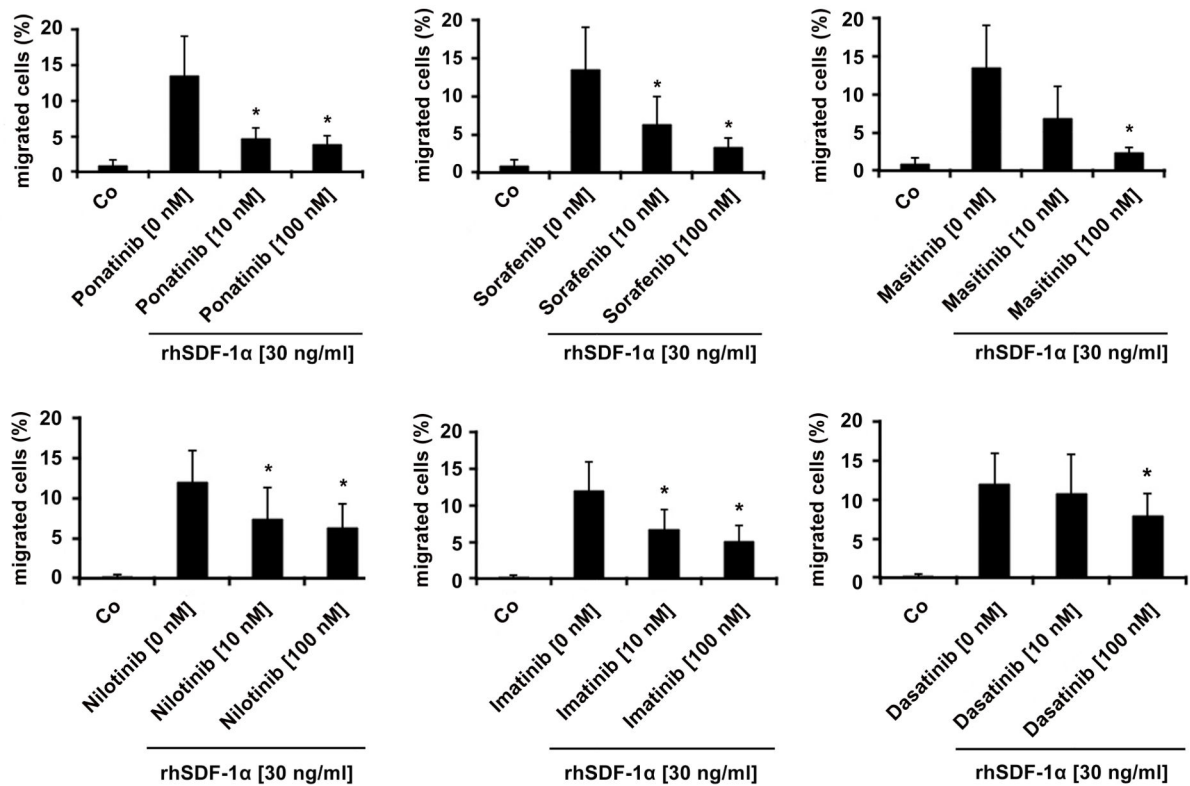 migrated cells (%)
20
15
10
5
0
*
*
Co
Ponatinib [0 nM]
Ponatinib [10 nM]
Ponatinib [100 nM]
rhSDF-1α [30 ng/ml]
migrated cells (%)
20
15
10
5
0
*
*
Co
Sorafenib [0 nM]
Sorafenib [10 nM]
Sorafenib [100 nM]
rhSDF-1α [30 ng/ml]
migrated cells (%)
20
15
10
5
0
*
Co
Masitinib [0 nM]
Masitinib [10 nM]
Masitinib [100 nM]
rhSDF-1α [30 ng/ml]
migrated cells (%)
20
15
10
5
0
*
*
Co
Nilotinib [0 nM]
Nilotinib [10 nM]
Nilotinib [100 nM]
rhSDF-1α [30 ng/ml]
migrated cells (%)
20
15
10
5
0
*
*
Co
Imatinib [0 nM]
Imatinib [10 nM]
Imatinib [100 nM]
rhSDF-1α [30 ng/ml]
migrated cells (%)
20
15
10
5
0
*
Co
Dasatinib [0 nM]
Dasatinib [10 nM]
Dasatinib [100 nM]
rhSDF-1α [30 ng/ml]